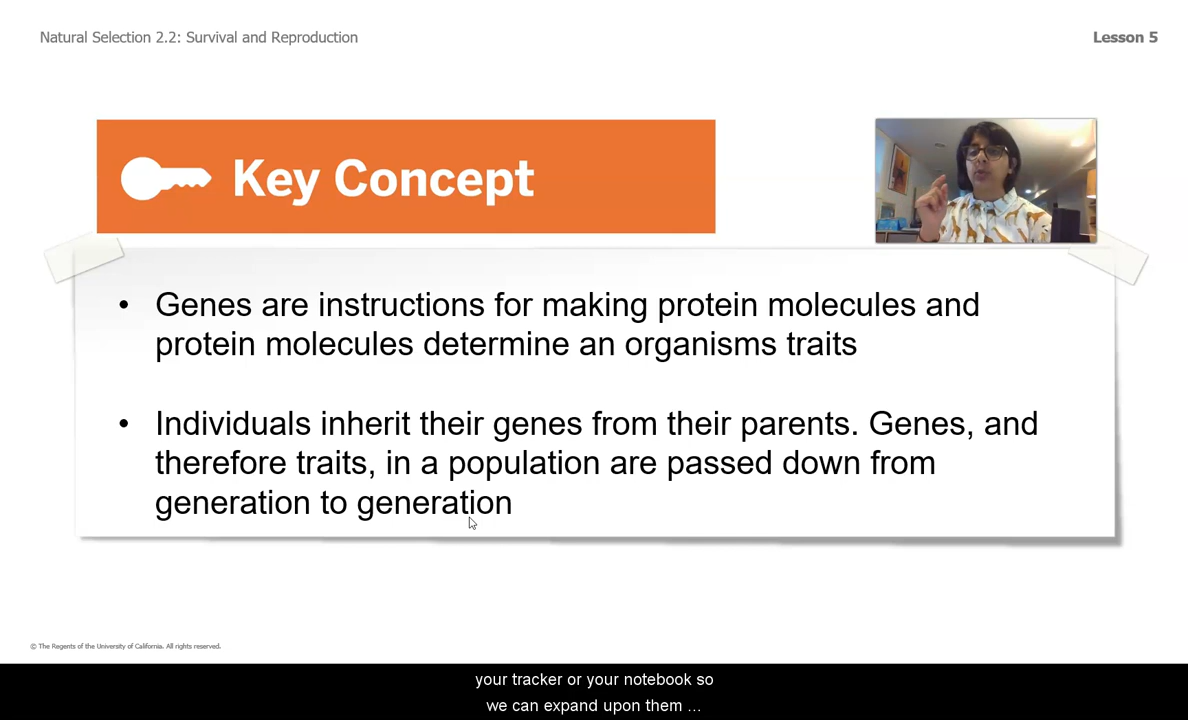 Natural Selection 2.2: Survival and Reproduction
Lesson 5
Key Concept
• Genes are instructions for making protein molecules and
protein molecules determine an organisms traits
• Individuals inherit their genes from their parents. Genes, and
therefore traits, in a population are passed down from
generation to generation
© The Regents of the University of California. All rights reserved.
your tracker or your notebook so
we can expand upon them ...